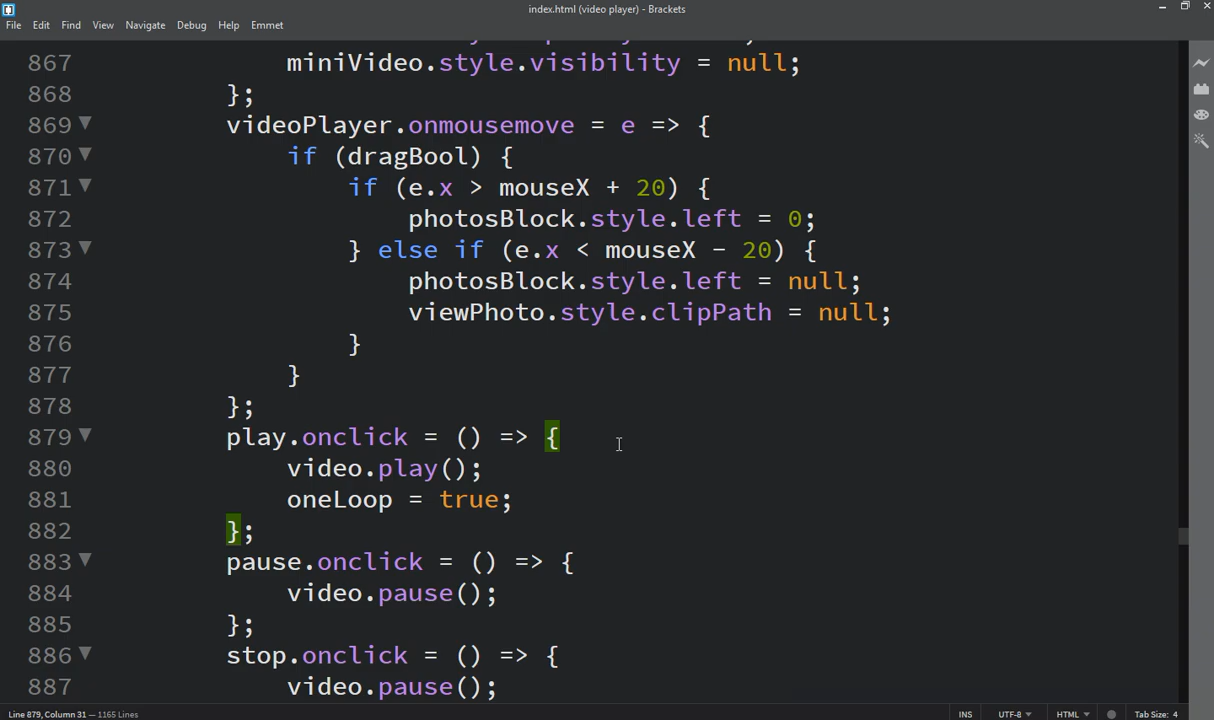 index.html (video player) - Brackets
File Edit Find View Navigate Debug Help Emmet
867 miniVideo.style.visibility = null;
868 };
869 videoPlayer.onmousemove = e => {
870 if (dragBool) {
871 if (e.x > mouseX + 20) {
872 photosBlock.style.left = 0;
873 } else if (e.x < mouseX - 20) {
874 photosBlock.style.left = null;
875 viewPhoto.style.clipPath = null;
876 }
877 }
878 };
879 play.onclick = () => {
880 video.play();
881 oneLoop = true;
882 };
883 pause.onclick = () => {
884 video.pause();
885 };
886 stop.onclick = () => {
887 video.pause();
Line 879, Column 31 — 1165 Lines INS UTF-8 HTML Tab Size: 4